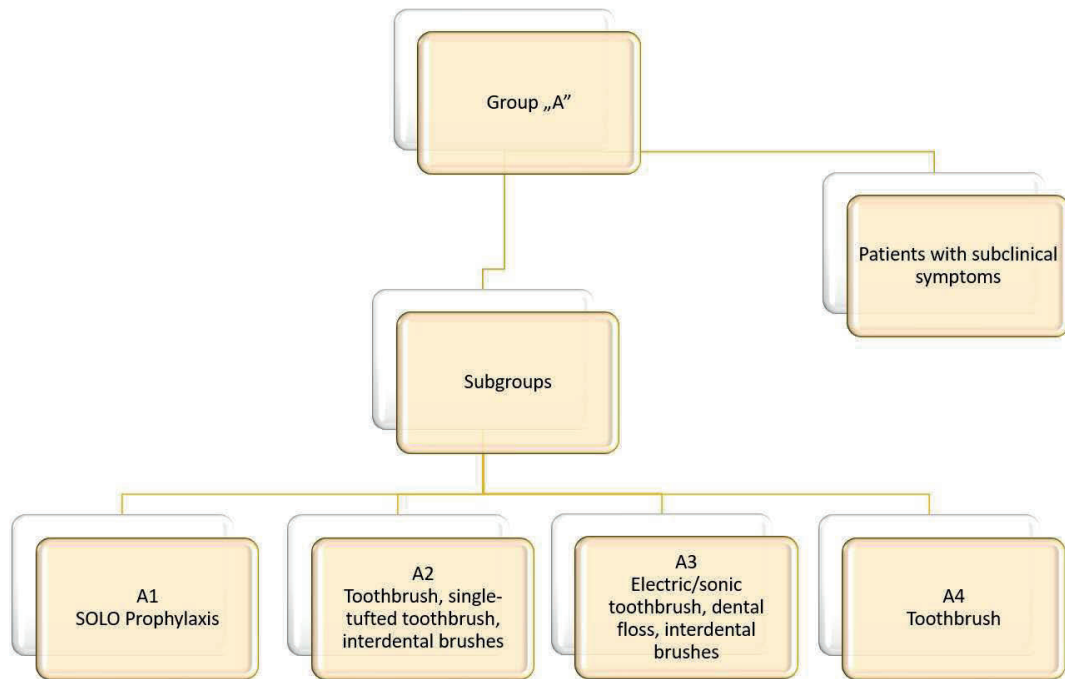 Group „A”
Patients with subclinical
symptoms
Subgroups
A1
SOLO Prophylaxis
A2
Toothbrush, single-
tufted toothbrush,
interdental brushes
A3
Electric/sonic
toothbrush, dental
floss, interdental
brushes
A4
Toothbrush